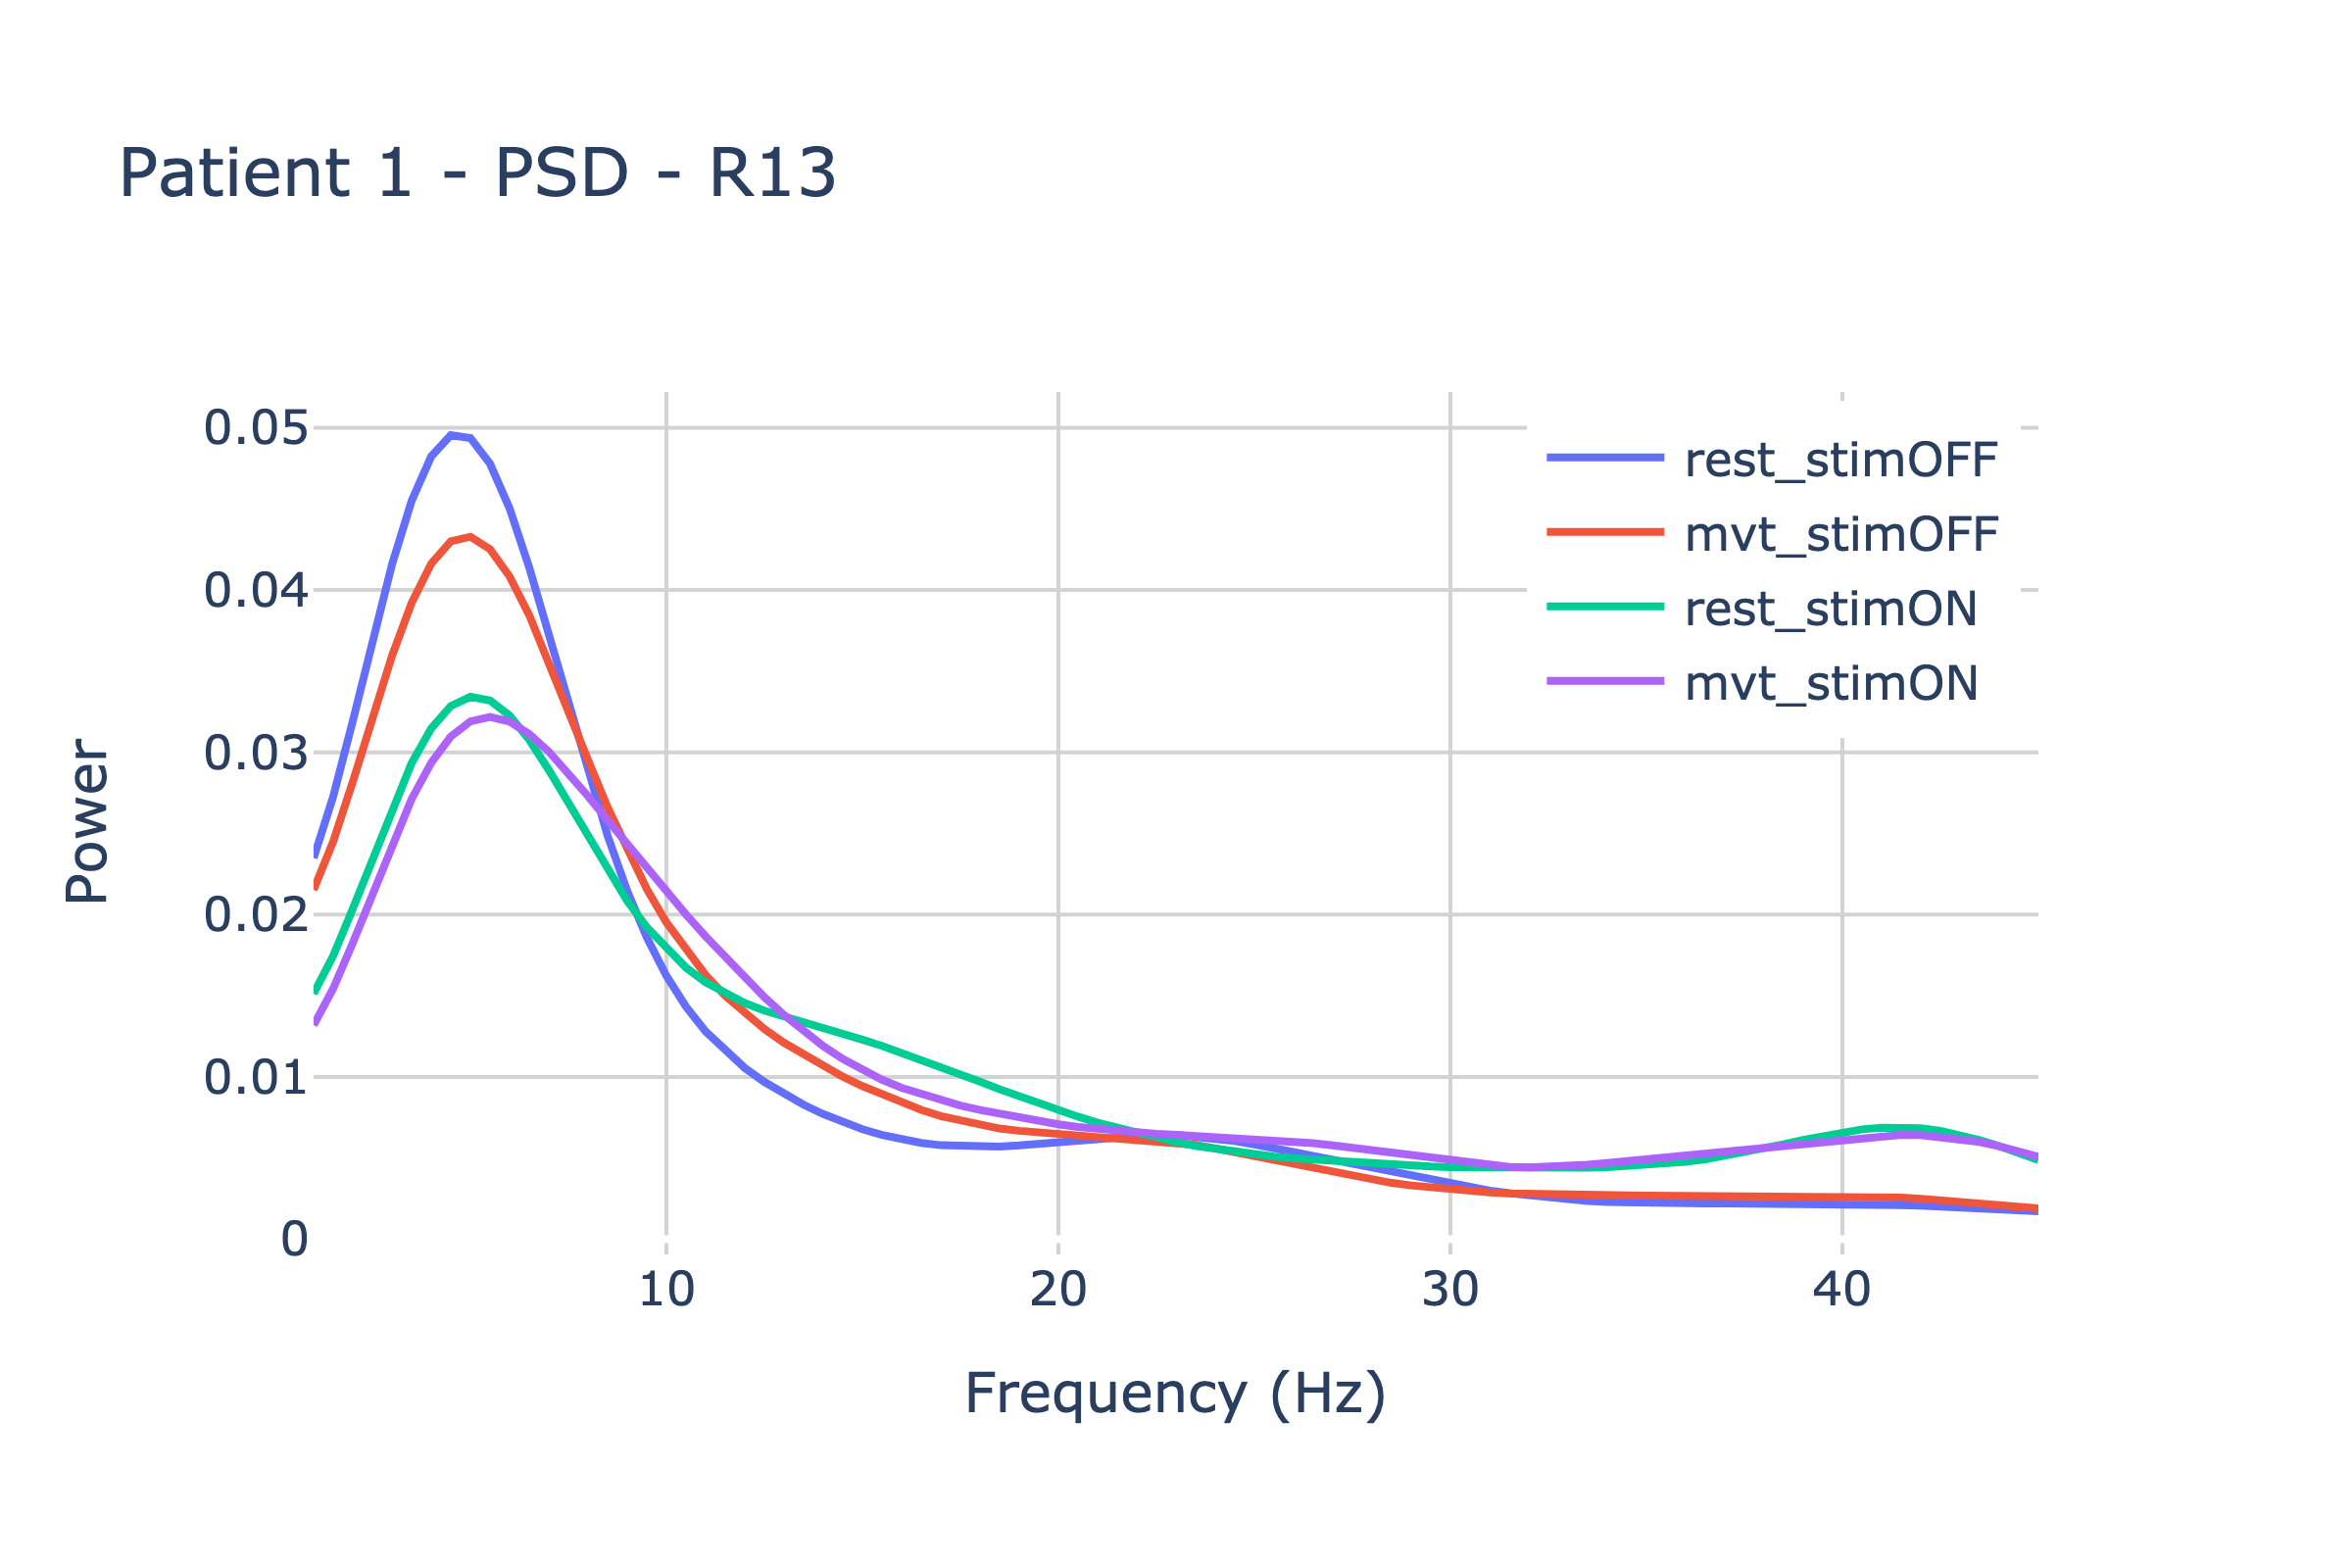 Patient 1 - PSD - R13
rest_stimOFF
mvt_stimOFF
rest_stimON
mvt_stimON
0.05
0.04
0.03
0.02
0.01
0
Power
10
20
30
40
Frequency (Hz)